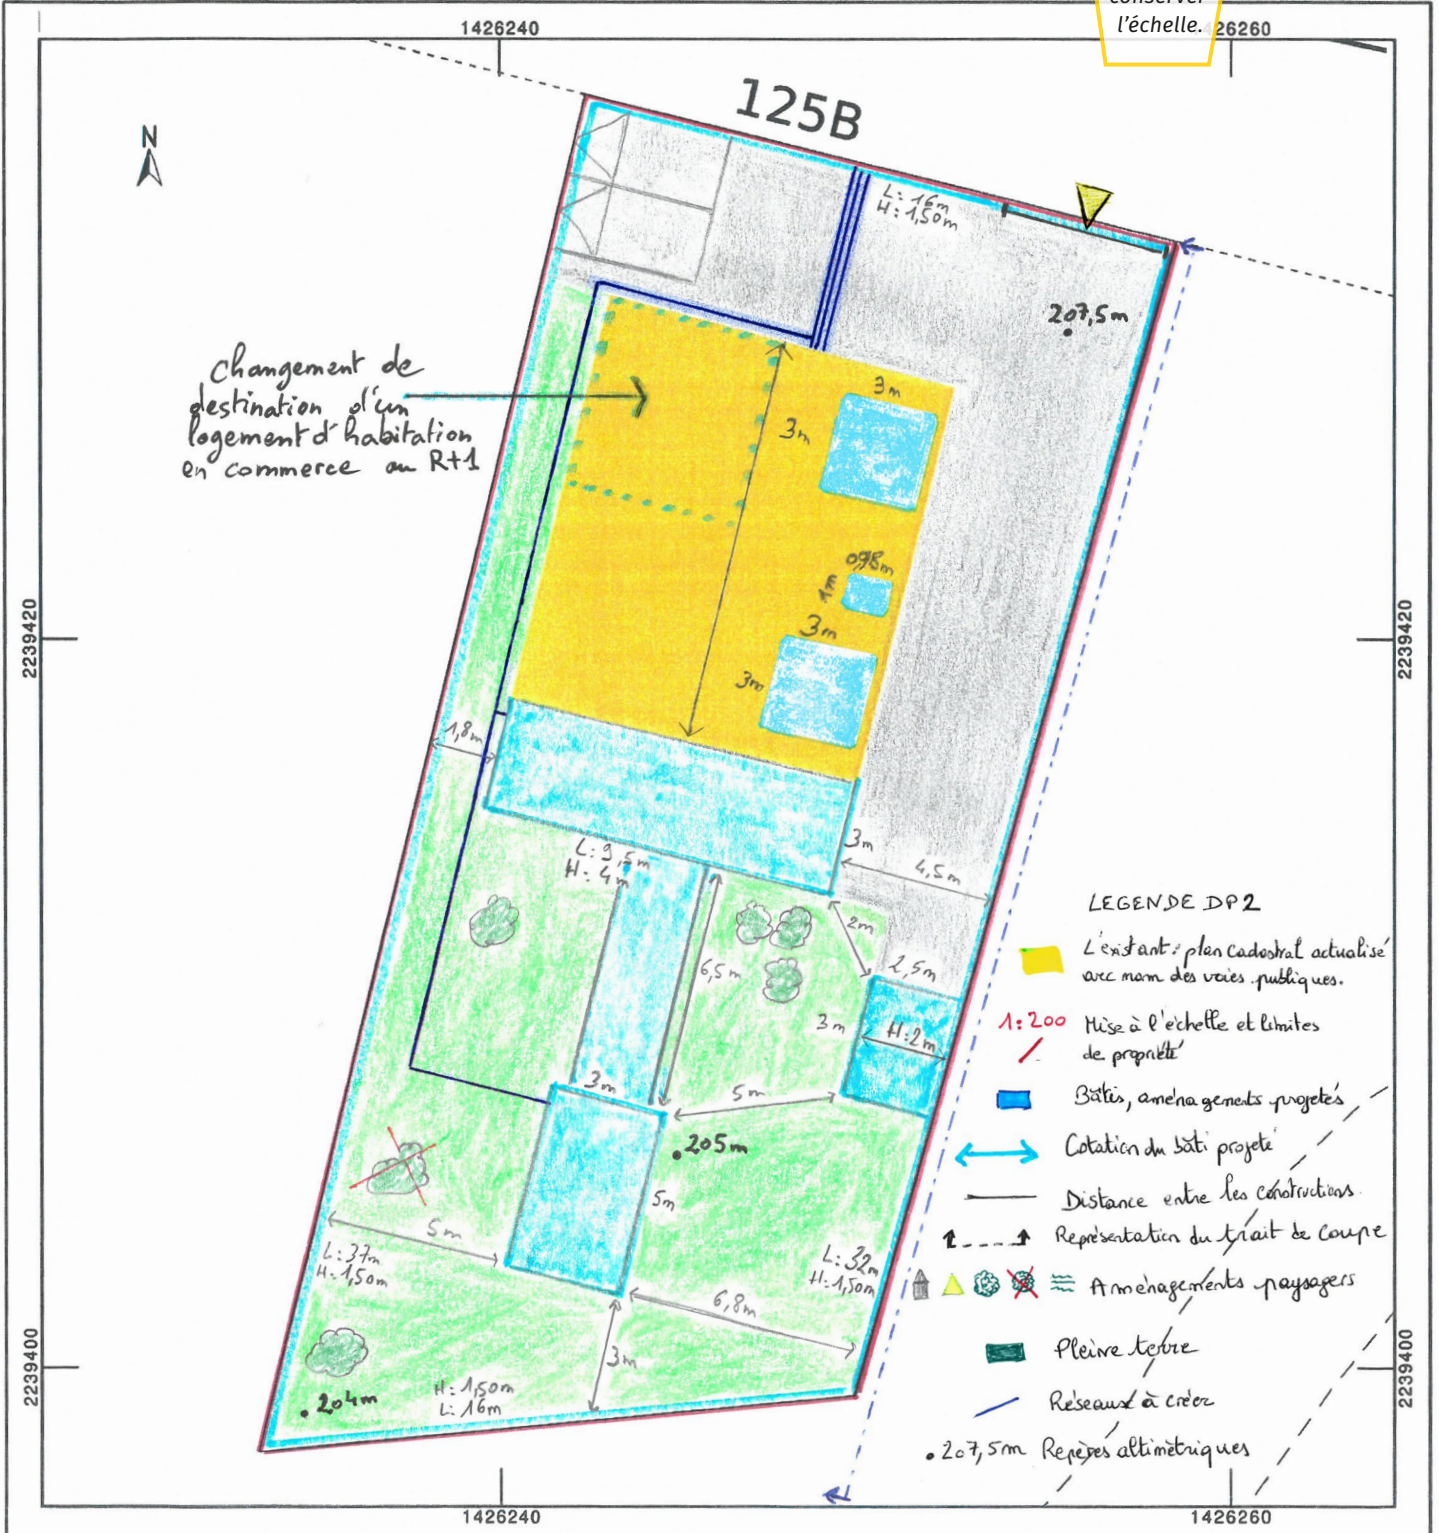 conserver
l'échelle.
1426240
1426260
125B
N
L: 16m
H: 1,50m
207,5m
Changement de
destination d'un
logement d'habitation
en commerce au R+1
3m
3m
0,98m
1m
3m
3m
2239420
2239420
1,8m
L: 9,5m
H: 4m
3m
4,5m
2m
6,5m
2,5m
3m
H: 2m
3m
5m
205m
5m
5m
L: 37m
H: 1,50m
L: 32m
H: 1,50m
6,8m
3m
H: 1,50m
L: 16m
204m
LEGENDE DP2
L'existant : plan cadastral actualisé
avec nom des voies publiques.
1:200 Mise à l'échelle et limites
de propriété
Bâtis, aménagements projetés
Cotation du bâti projeté
Distance entre les constructions.
Représentation du trait de coupe
Aménagements paysagers
Pleine terre
Réseaux à créer
207,5m Repères altimétriques
2239400
2239400
1426240
1426260